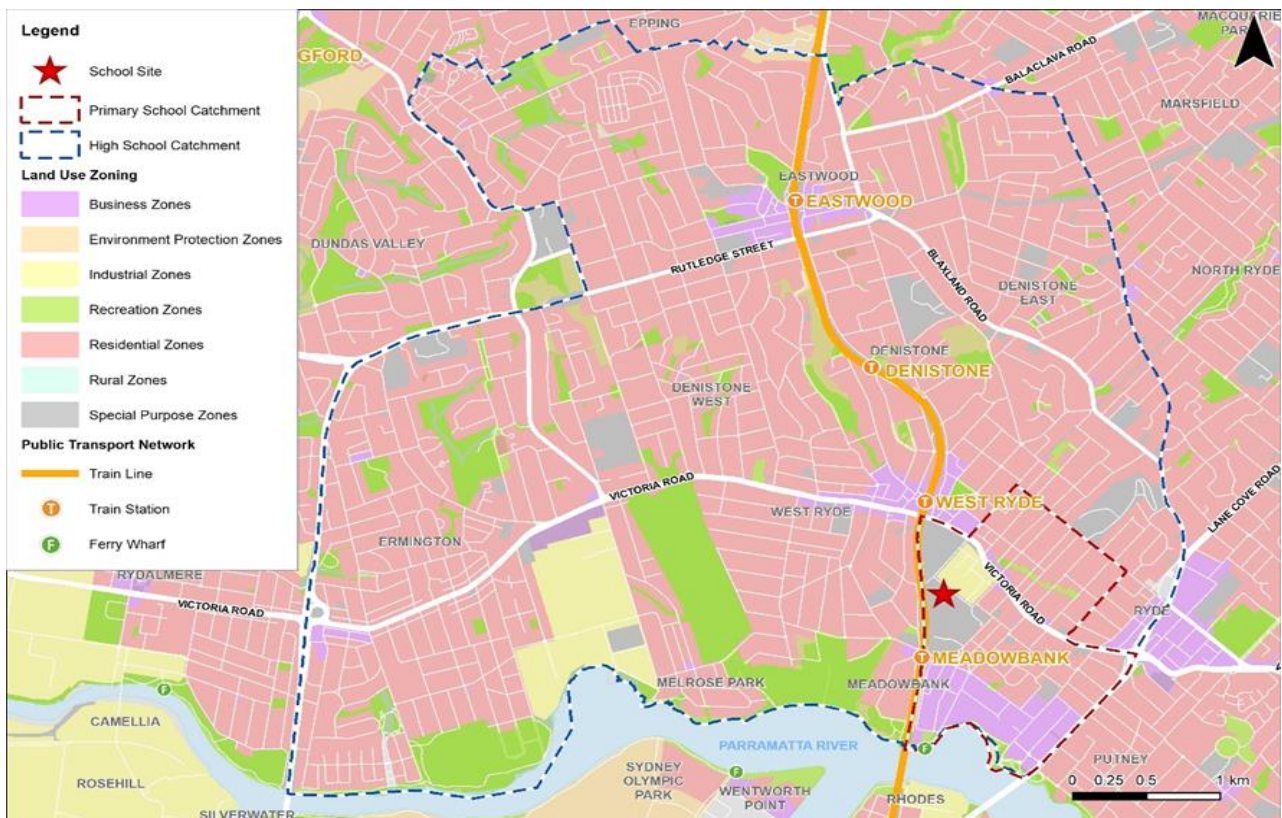 Legend
School Site
Primary School Catchment
High School Catchment
Land Use Zoning
Business Zones
Environment Protection Zones
Industrial Zones
Recreation Zones
Residential Zones
Rural Zones
Special Purpose Zones
Public Transport Network
Train Line
T Train Station
F Ferry Wharf
EPPING
MACQUARIE
PARK
GFORD
BALACLAVA ROAD
MARSFIELD
EASTWOOD
T EASTWOOD
DUNDAS VALLEY
RUTLEDGE STREET
BLAXLAND ROAD
NORTH RYDE
DENISTONE
EAST
DENISTONE
T DENISTONE
DENISTONE
WEST
VICTORIA ROAD
WEST RYDE
T WEST RYDE
LANE COVE ROAD
ERMINGTON
RYDALMERE
VICTORIA ROAD
VICTORIA ROAD
RYDE
V
T MEADOWBANK
MELROSE PARK
MEADOWBANK
F
CAMELLIA
PARRAMATTA RIVER
F
PUTNEY
SYDNEY
OLYMPIC
PARK
F
WENTWORTH
POINT
ROSEHILL
SILVERWATER
RHODES
0 0.25 0.5 1 km